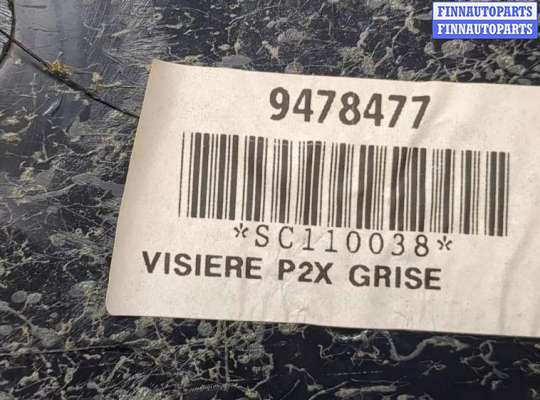 FINNAUTOPARTS
FINNAUTOPARTS
9478477
*SC110038*
VISIERE P2X GRISE